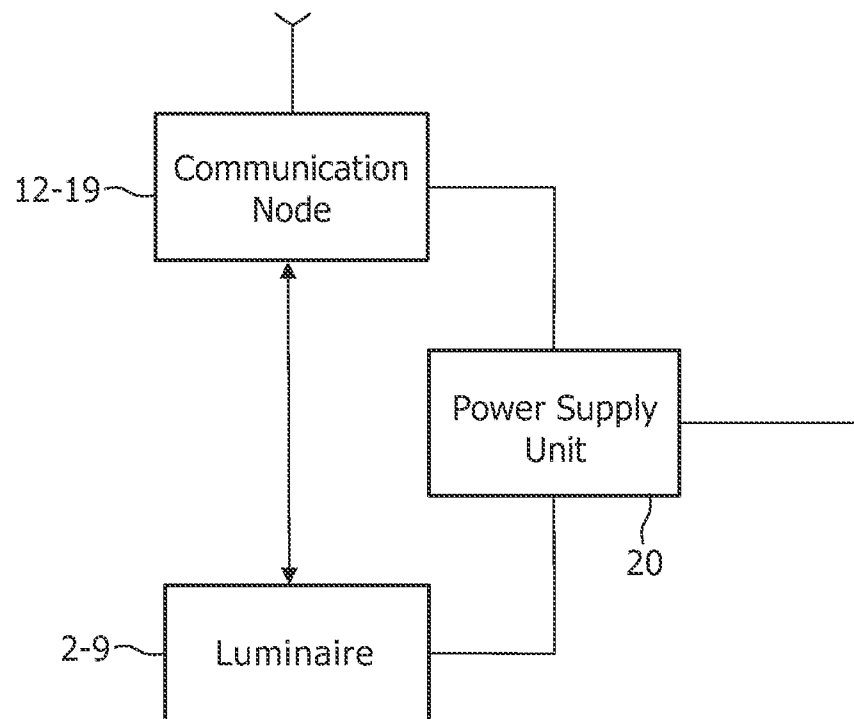 Communication
Node
12-19
Power Supply
Unit
20
2-9
Luminaire